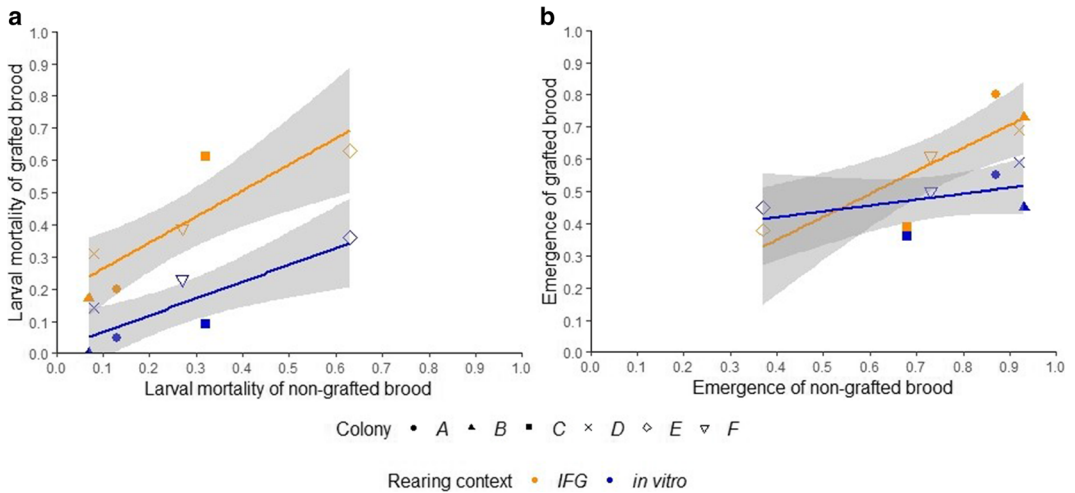 a
1.0
0.9
0.8
0.7
0.6
0.5
0.4
0.3
0.2
0.1
0.0
Larval mortality of grafted brood
0.0 0.1 0.2 0.3 0.4 0.5 0.6 0.7 0.8 0.9 1.0
Larval mortality of non-grafted brood
b
1.0
0.9
0.8
0.7
0.6
0.5
0.4
0.3
0.2
0.1
0.0
Emergence of grafted brood
0.0 0.1 0.2 0.3 0.4 0.5 0.6 0.7 0.8 0.9 1.0
Emergence of non-grafted brood
Colony A B C D E F
Rearing context IFG in vitro